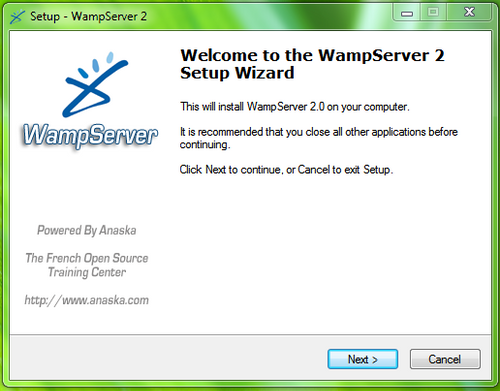 Setup - WampServer 2
Welcome to the WampServer 2
Setup Wizard
This will install WampServer 2.0 on your computer.
It is recommended that you close all other applications before
continuing.
Click Next to continue, or Cancel to exit Setup.
WampServer
Powered By Anaska
The French Open Source
Training Center
http://www.anaska.com
Next >
Cancel